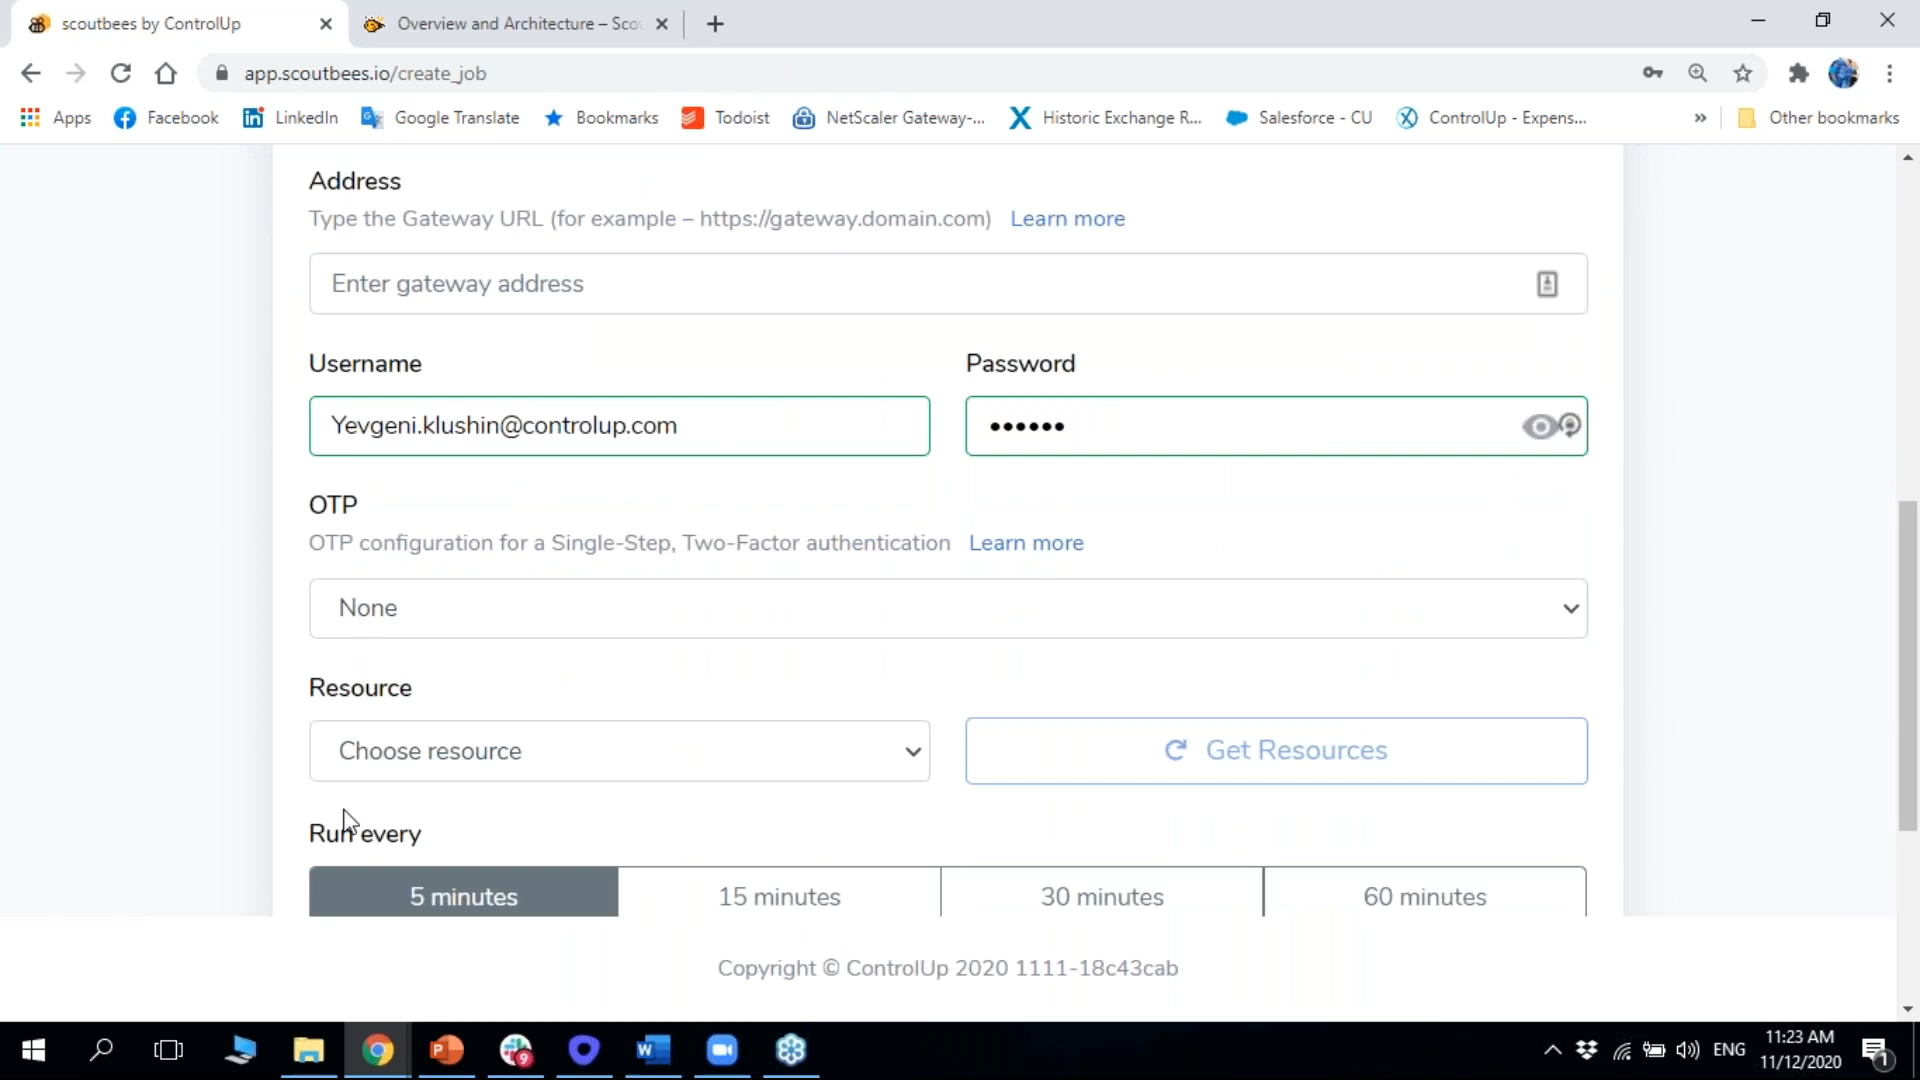 scoutbees by ControlUp
Overview and Architecture – Sco
app.scoutbees.io/create_job
Apps
Facebook
LinkedIn
Google Translate
Bookmarks
Todoist
NetScaler Gateway-...
Historic Exchange R...
Salesforce - CU
ControlUp - Expens...
»
Other bookmarks
Address
Type the Gateway URL (for example – https://gateway.domain.com) Learn more
Enter gateway address
Username
Password
Yevgeni.klushin@controlup.com
••••••
OTP
OTP configuration for a Single-Step, Two-Factor authentication Learn more
None
Resource
Choose resource
Get Resources
Run every
5 minutes
15 minutes
30 minutes
60 minutes
Copyright © ControlUp 2020 1111-18c43cab
9
ENG
11:23 AM
11/12/2020
1